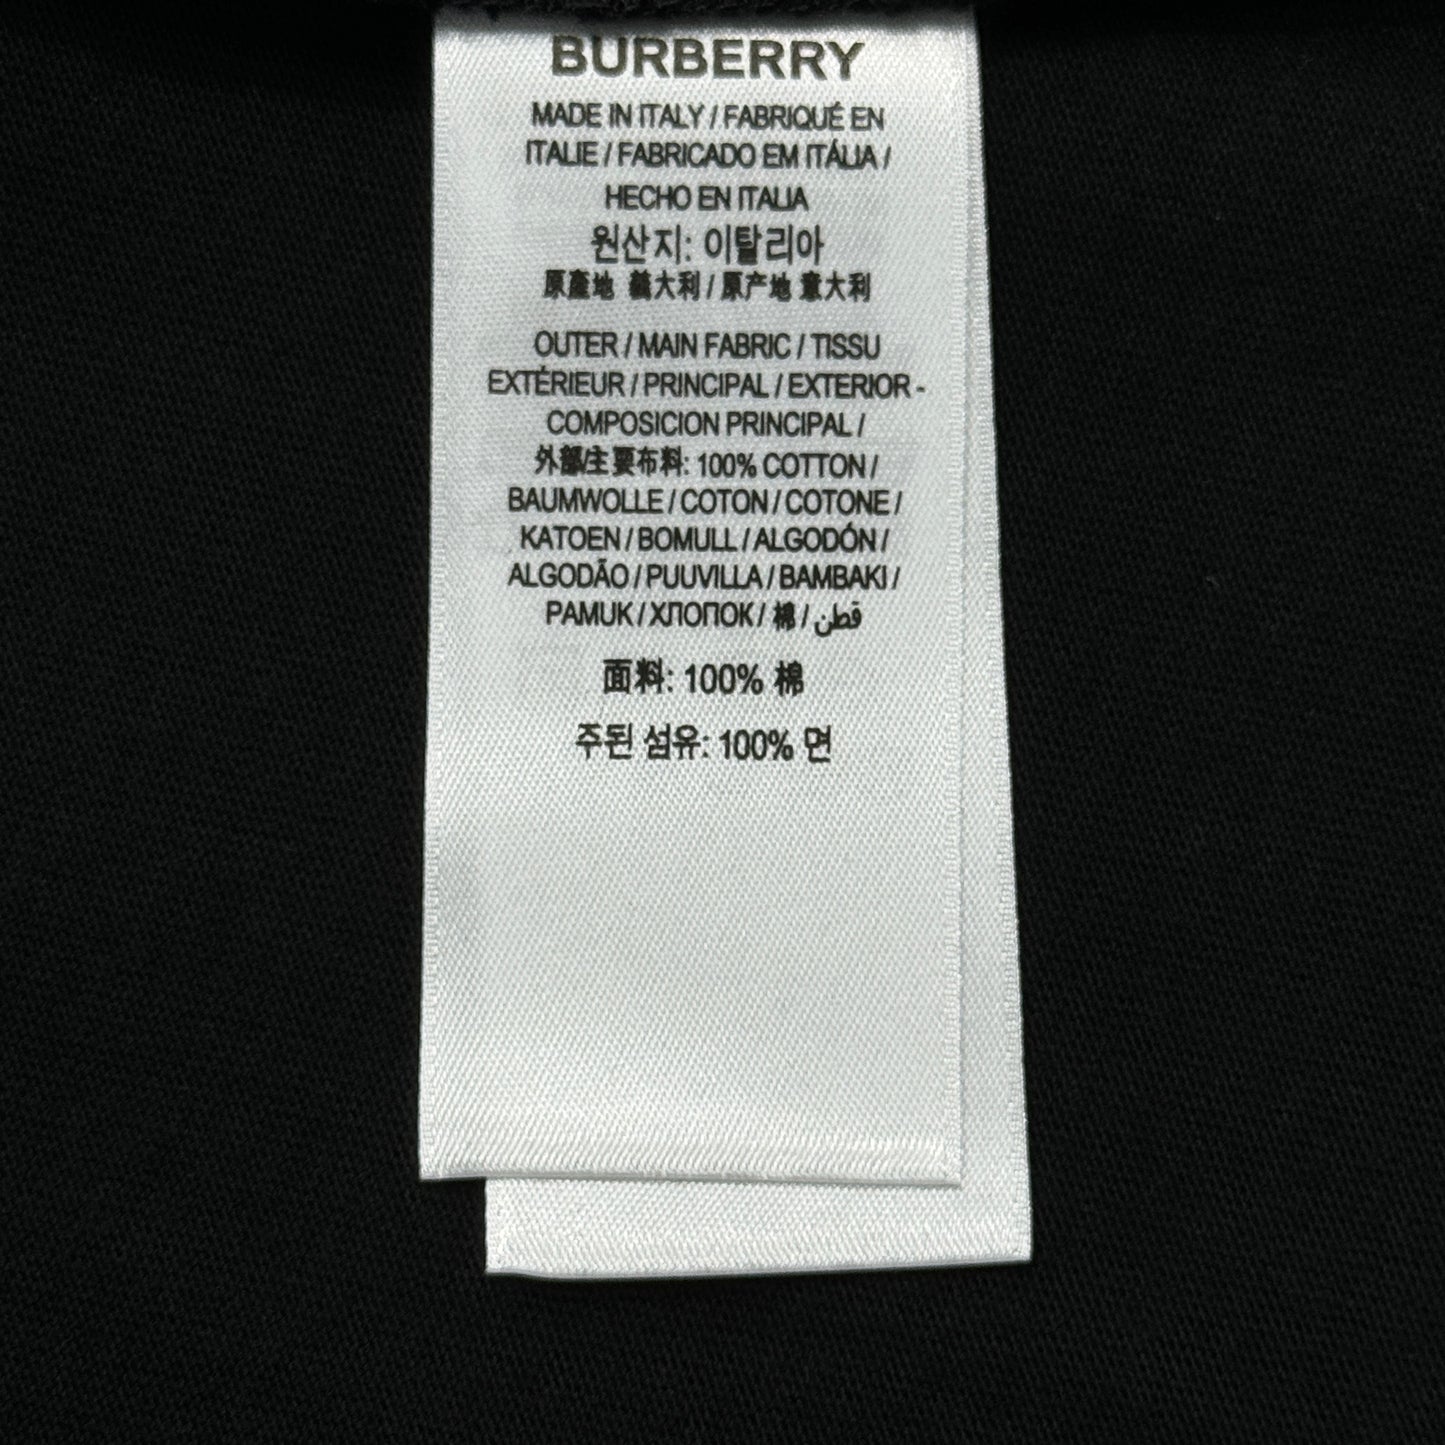 BURBERRY
MADE IN ITALY / FABRIQUÉ EN
ITALIE / FABRICADO EM ITÁLIA /
HECHO EN ITALIA
원산지: 이탈리아
原產地 義大利 / 原产地 意大利
OUTER / MAIN FABRIC / TISSU
EXTÉRIEUR / PRINCIPAL / EXTERIOR -
COMPOSICION PRINCIPAL /
外部/主要布料: 100% COTTON /
BAUMWOLLE / COTON / COTONE /
KATOEN / BOMULL / ALGODÓN /
ALGODÃO / PUUVILLA / BAMBAKI /
PAMUK / ХЛОПОК / 棉 / قطن
面料: 100% 棉
주된 섬유: 100% 면